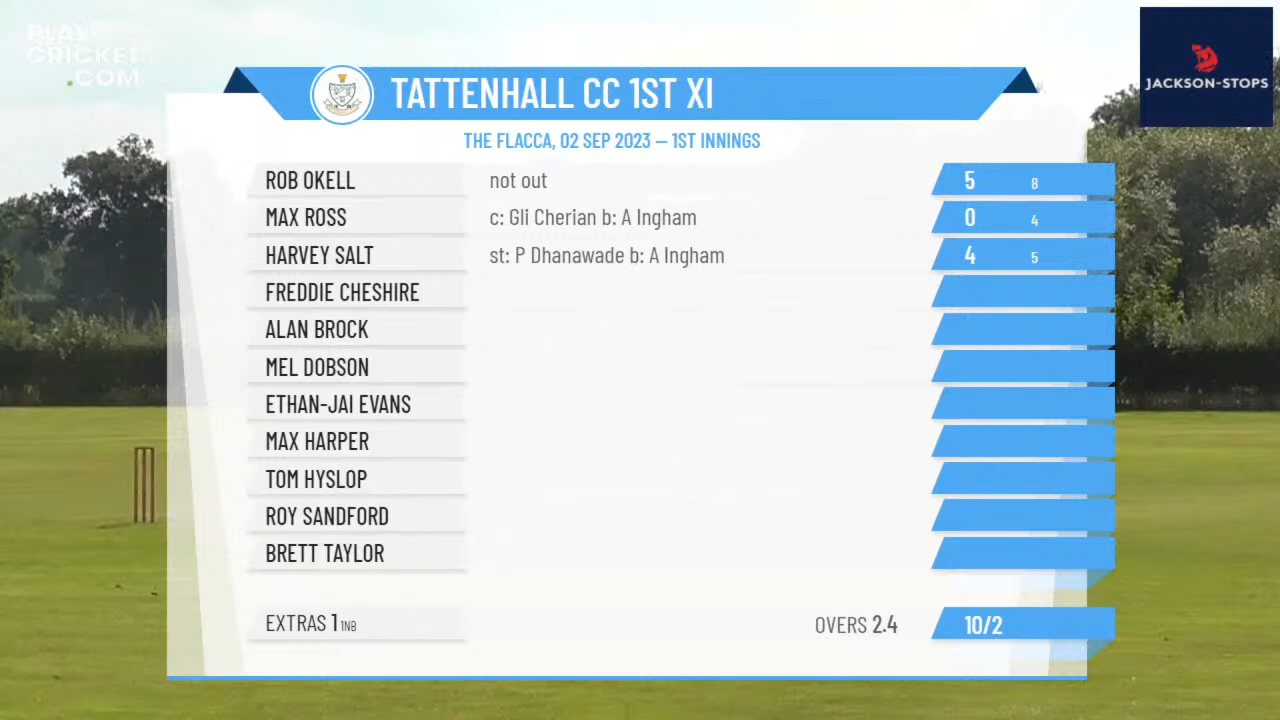 PLAY-
CRICKET
.COM
JACKSON-STOPS
TATTENHALL CC 1ST XI
THE FLACCA, 02 SEP 2023 – 1ST INNINGS
ROB OKELL not out 5 8
MAX ROSS c: Gli Cherian b: A Ingham 0 4
HARVEY SALT st: P Dhanawade b: A Ingham 4 5
FREDDIE CHESHIRE
ALAN BROCK
MEL DOBSON
ETHAN-JAI EVANS
MAX HARPER
TOM HYSLOP
ROY SANDFORD
BRETT TAYLOR
EXTRAS 1 1NB OVERS 2.4 10/2